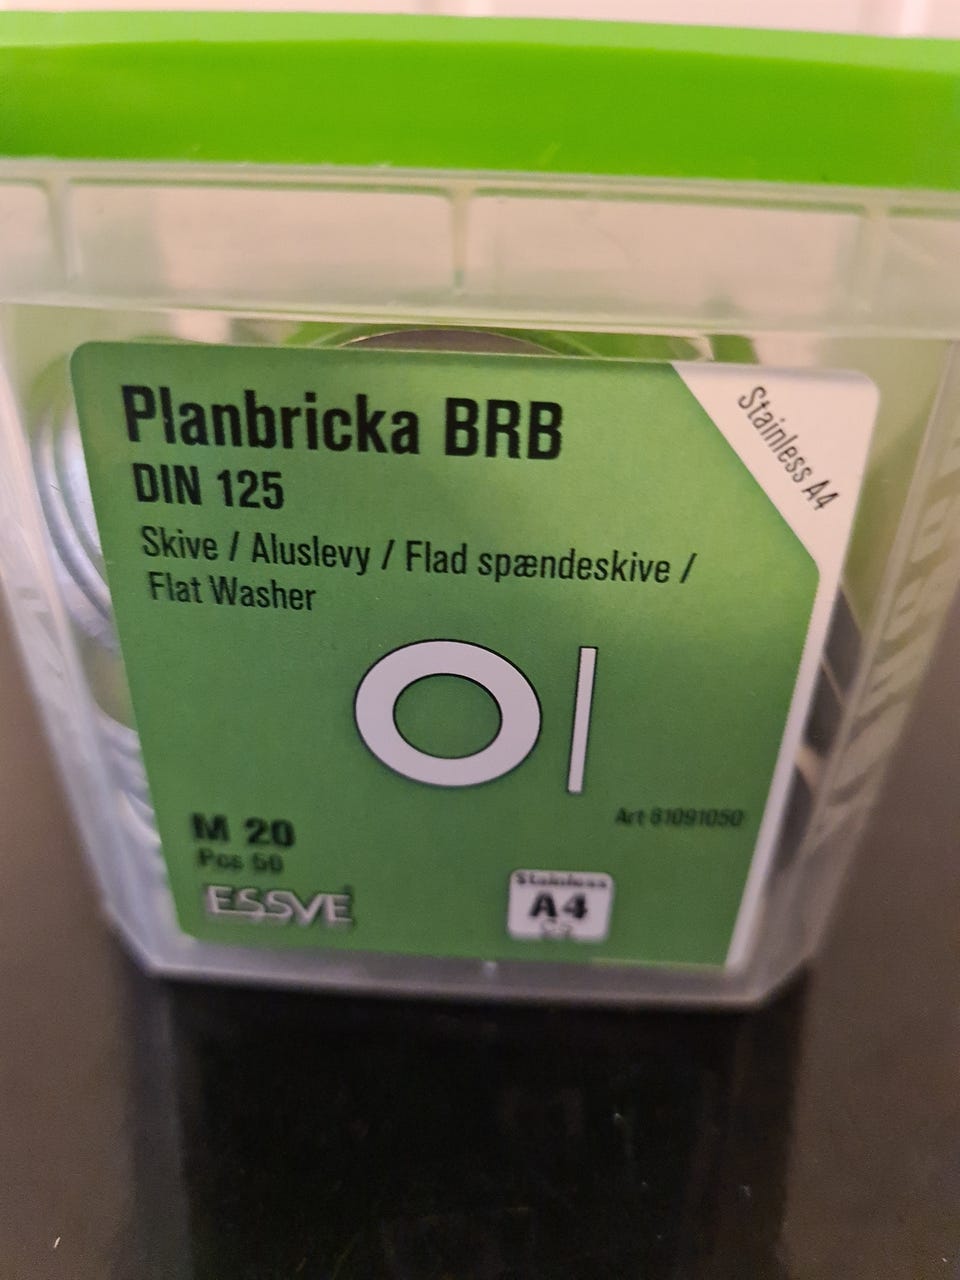 Planbricka BRB
DIN 125
Skive / Aluslevy / Flad spændeskive /
Flat Washer
Stainless A4
Art 81091050
M 20
Pcs 50
ESSVE
Stainless
A4